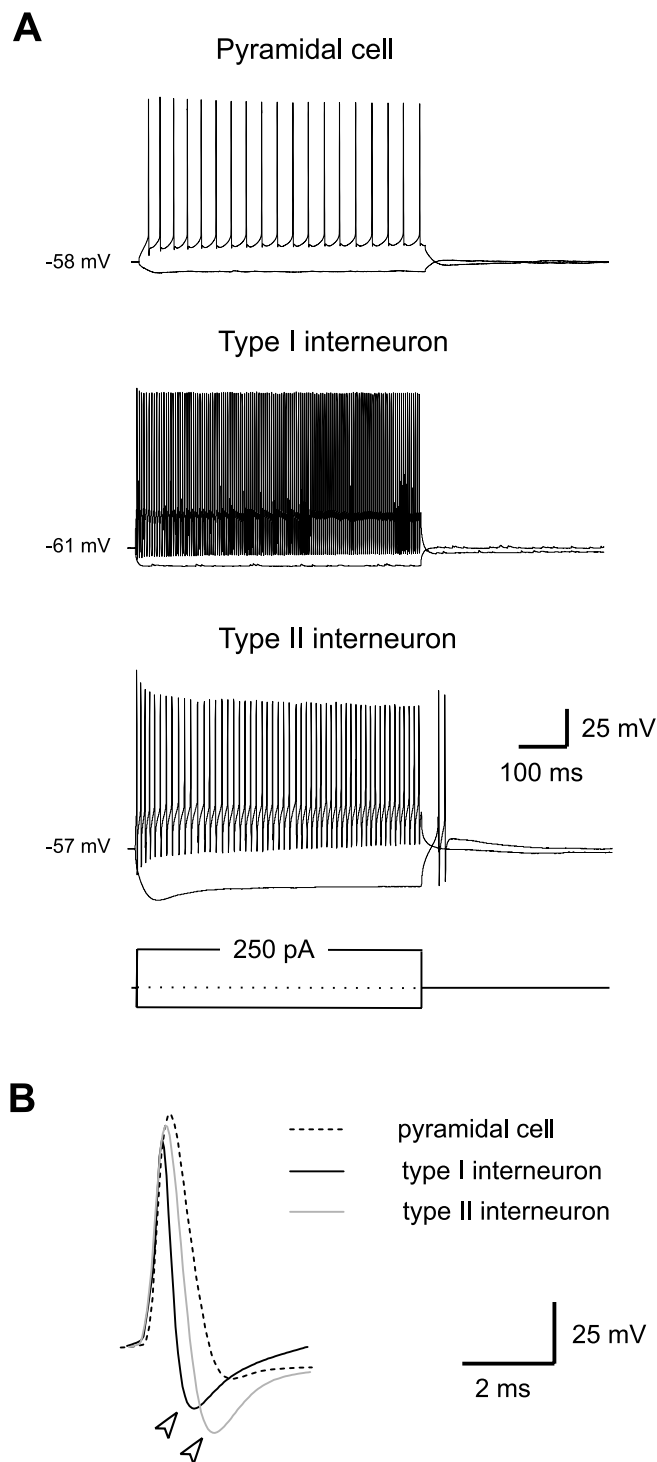 A
Pyramidal cell
-58 mV
Type I interneuron
-61 mV
Type II interneuron
25 mV
100 ms
-57 mV
250 pA
B
pyramidal cell
type I interneuron
type II interneuron
25 mV
2 ms